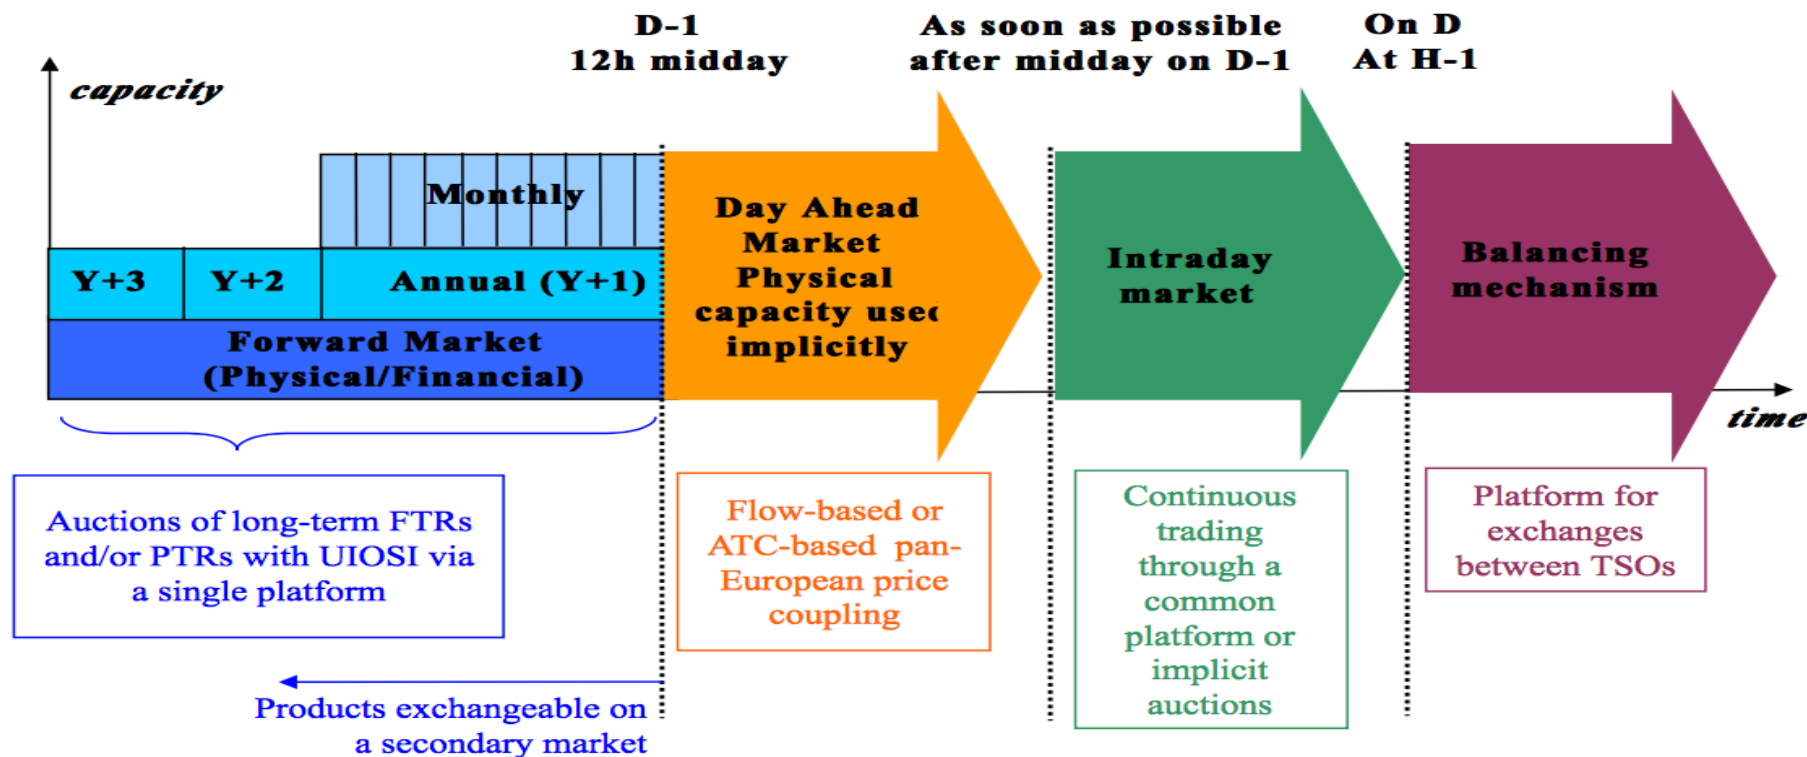 D-1
12h midday
As soon as possible
after midday on D-1
On D
At H-1
capacity
Monthly
Y+3
Y+2
Annual (Y+1)
Forward Market
(Physical/Financial)
Day Ahead
Market
Physical
capacity used
implicitly
Intraday
market
Balancing
mechanism
time
Auctions of long-term FTRs
and/or PTRs with UIOSI via
a single platform
Flow-based or
ATC-based pan-
European price
coupling
Continuous
trading
through a
common
platform or
implicit
auctions
Platform for
exchanges
between TSOs
Products exchangeable on
a secondary market